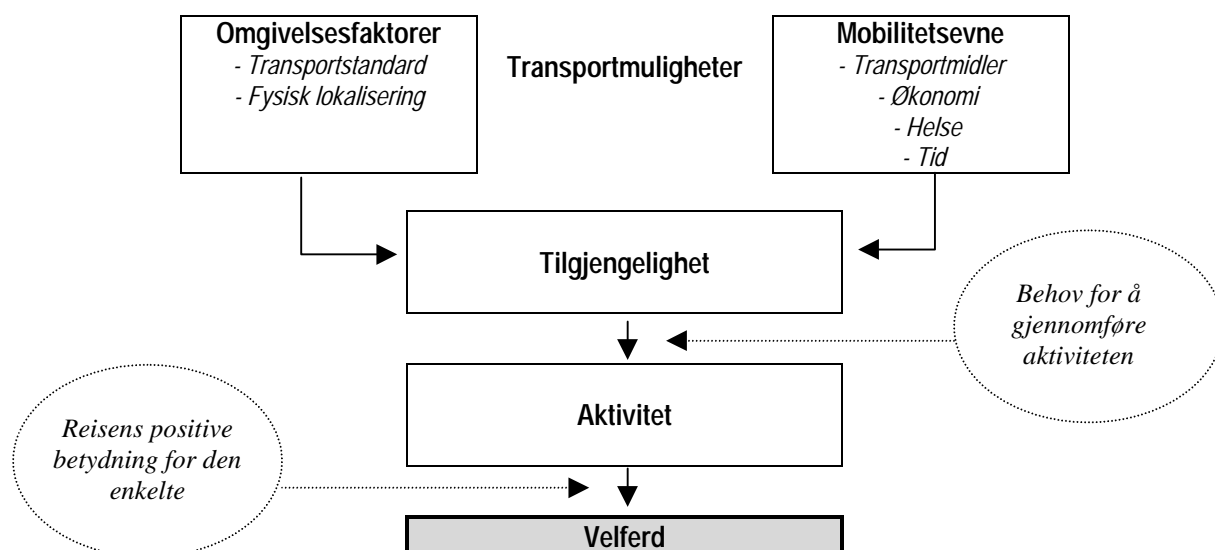 Omgivelsesfaktorer
- Transportstandard
- Fysisk lokalisering
Transportmuligheter
Mobilitetsevne
- Transportmidler
- Økonomi
- Helse
- Tid
Tilgjengelighet
Behov for å
gjennomføre
aktiviteten
Aktivitet
Reisens positive
betydning for den
enkelte
Velferd